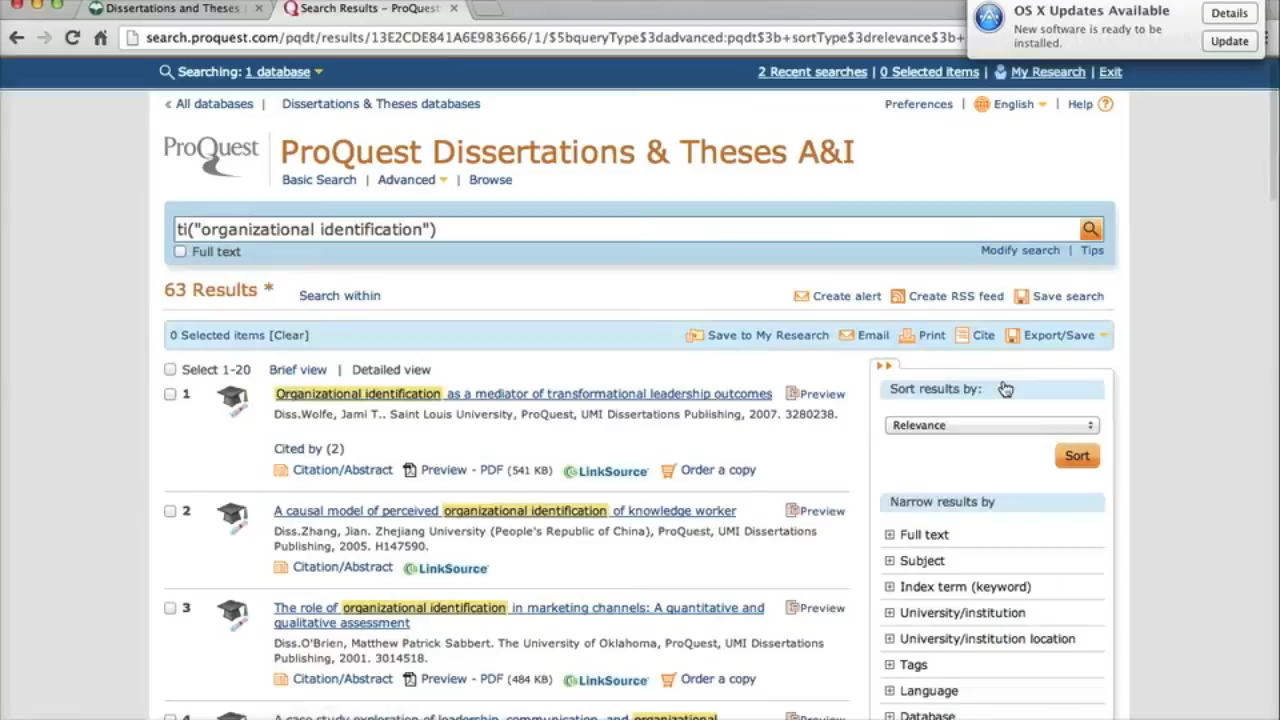 Dissertations and Theses
Search Results - ProQuest
OS X Updates Available
New software is ready to be
installed.
Details
Update
search.proquest.com/pqdt/results/13E2CDE841A6E983666/1/$5bqueryType$3dadvanced:pqdt$3b+sortType$3drelevance$3b+
Searching: 1 database
2 Recent searches | 0 Selected items | My Research | Exit
« All databases | Dissertations & Theses databases
Preferences | English | Help ?
ProQuest
ProQuest Dissertations & Theses A&I
Basic Search | Advanced | Browse
ti("organizational identification")
Full text
Modify search | Tips
63 Results *
Search within
Create alert Create RSS feed Save search
0 Selected items [Clear]
Save to My Research Email Print Cite Export/Save
Select 1-20 Brief view | Detailed view
1
Organizational identification as a mediator of transformational leadership outcomes
Preview
Diss.Wolfe, Jami T.. Saint Louis University, ProQuest, UMI Dissertations Publishing, 2007. 3280238.
Cited by (2)
Citation/Abstract Preview - PDF (541 KB) LinkSource Order a copy
2
A causal model of perceived organizational identification of knowledge worker
Preview
Diss.Zhang, Jian. Zhejiang University (People's Republic of China), ProQuest, UMI Dissertations
Publishing, 2005. H147590.
Citation/Abstract LinkSource
3
The role of organizational identification in marketing channels: A quantitative and
qualitative assessment
Preview
Diss.O'Brien, Matthew Patrick Sabbert. The University of Oklahoma, ProQuest, UMI Dissertations
Publishing, 2001. 3014518.
Citation/Abstract Preview - PDF (484 KB) LinkSource Order a copy
4
A case study exploration of leadership, communication, and organizational
Preview
Sort results by:
Relevance
Sort
Narrow results by
Full text
Subject
Index term (keyword)
University/institution
University/institution location
Tags
Language
Database